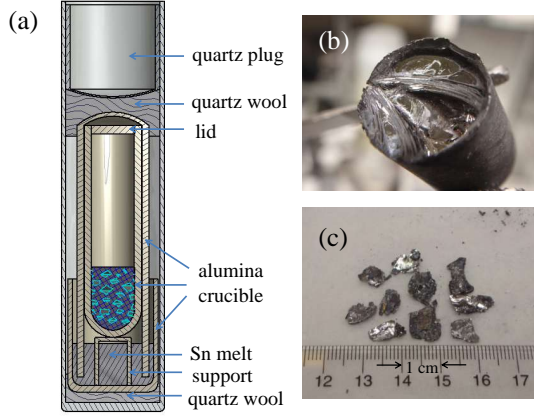 (a)
quartz plug
quartz wool
lid
alumina
crucible
Sn melt
support
quartz wool
(b)
(c)
1 cm
12 13 14 15 16 17